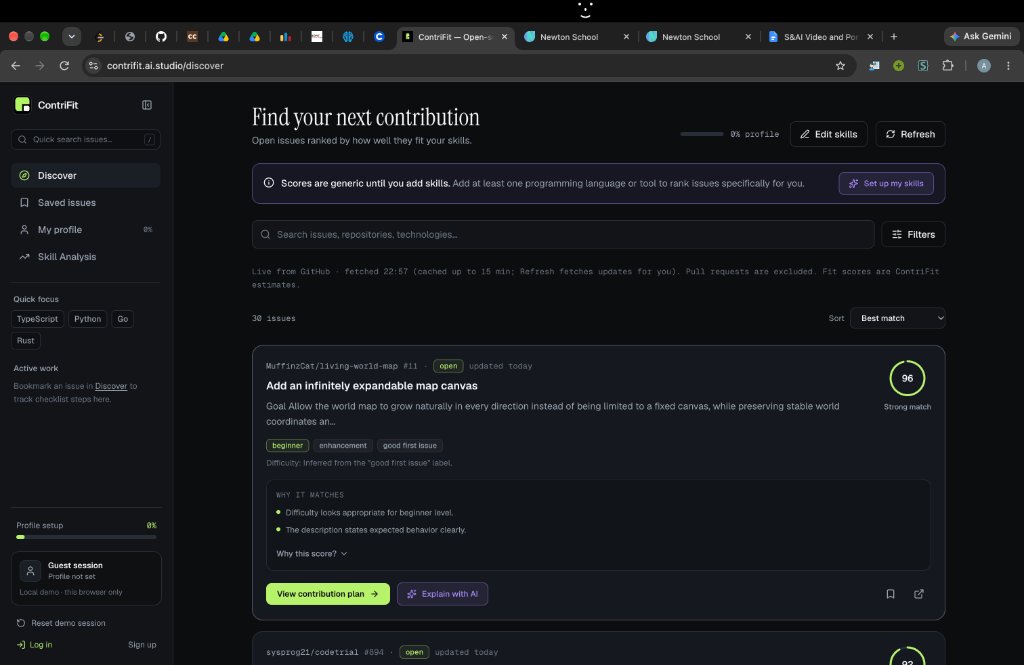 ContriFit — Open-s
Newton School
Newton School
S&AI Video and Por
Ask Gemini
contrifit.ai.studio/discover
A
ContriFit
Quick search issues...
/
Discover
Saved issues
My profile
0%
Skill Analysis
Quick focus
TypeScript
Python
Go
Rust
Active work
Bookmark an issue in Discover to
track checklist steps here.
Profile setup
0%
Guest session
Profile not set
Local demo · this browser only
Reset demo session
Log in
Sign up
Find your next contribution
Open issues ranked by how well they fit your skills.
0% profile
Edit skills
Refresh
Scores are generic until you add skills. Add at least one programming language or tool to rank issues specifically for you.
Set up my skills
Search issues, repositories, technologies...
Filters
Live from GitHub · fetched 22:57 (cached up to 15 min; Refresh fetches updates for you). Pull requests are excluded. Fit scores are ContriFit
estimates.
30 issues
Sort
Best match
MuffinzCat/living-world-map #11 · open updated today
Add an infinitely expandable map canvas
Goal Allow the world map to grow naturally in every direction instead of being limited to a fixed canvas, while preserving stable world
coordinates an...
96
Strong match
beginner
enhancement
good first issue
Difficulty: Inferred from the "good first issue" label.
WHY IT MATCHES
Difficulty looks appropriate for beginner level.
The description states expected behavior clearly.
Why this score?
View contribution plan →
Explain with AI
sysprog21/codetrial #894 · open updated today